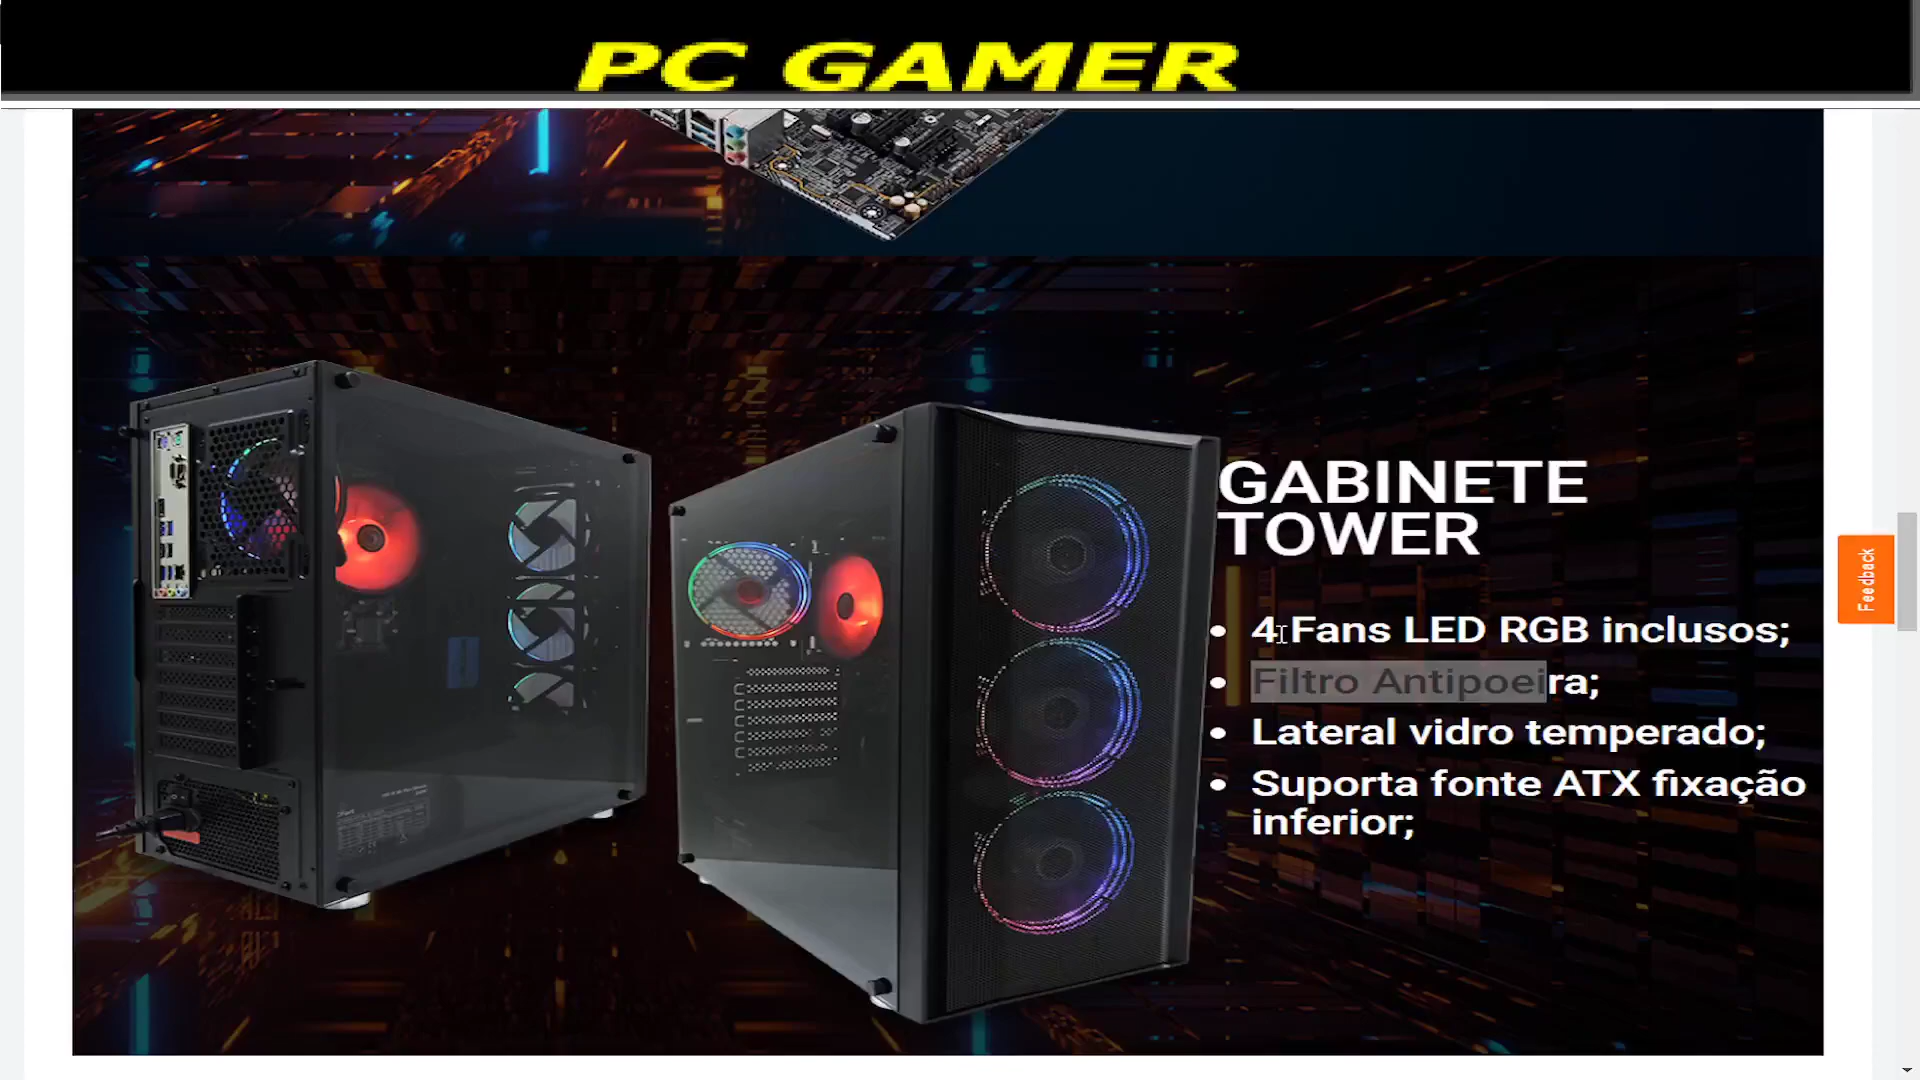 PC GAMER
GABINETE
TOWER
• 4 Fans LED RGB inclusos;
• Filtro Antipoeira;
• Lateral vidro temperado;
• Suporta fonte ATX fixação
inferior;
Feedback